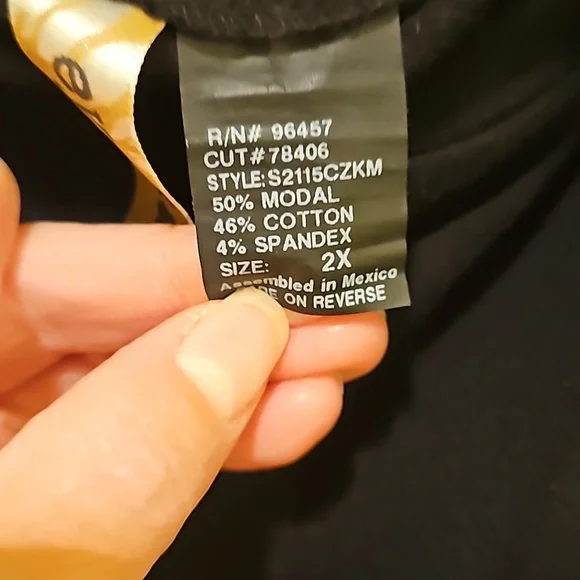 R/N# 96457
CUT# 78406
STYLE: S2115CZKM
50% MODAL
46% COTTON
4% SPANDEX
SIZE: 2X
Assembled in Mexico
ON REVERSE